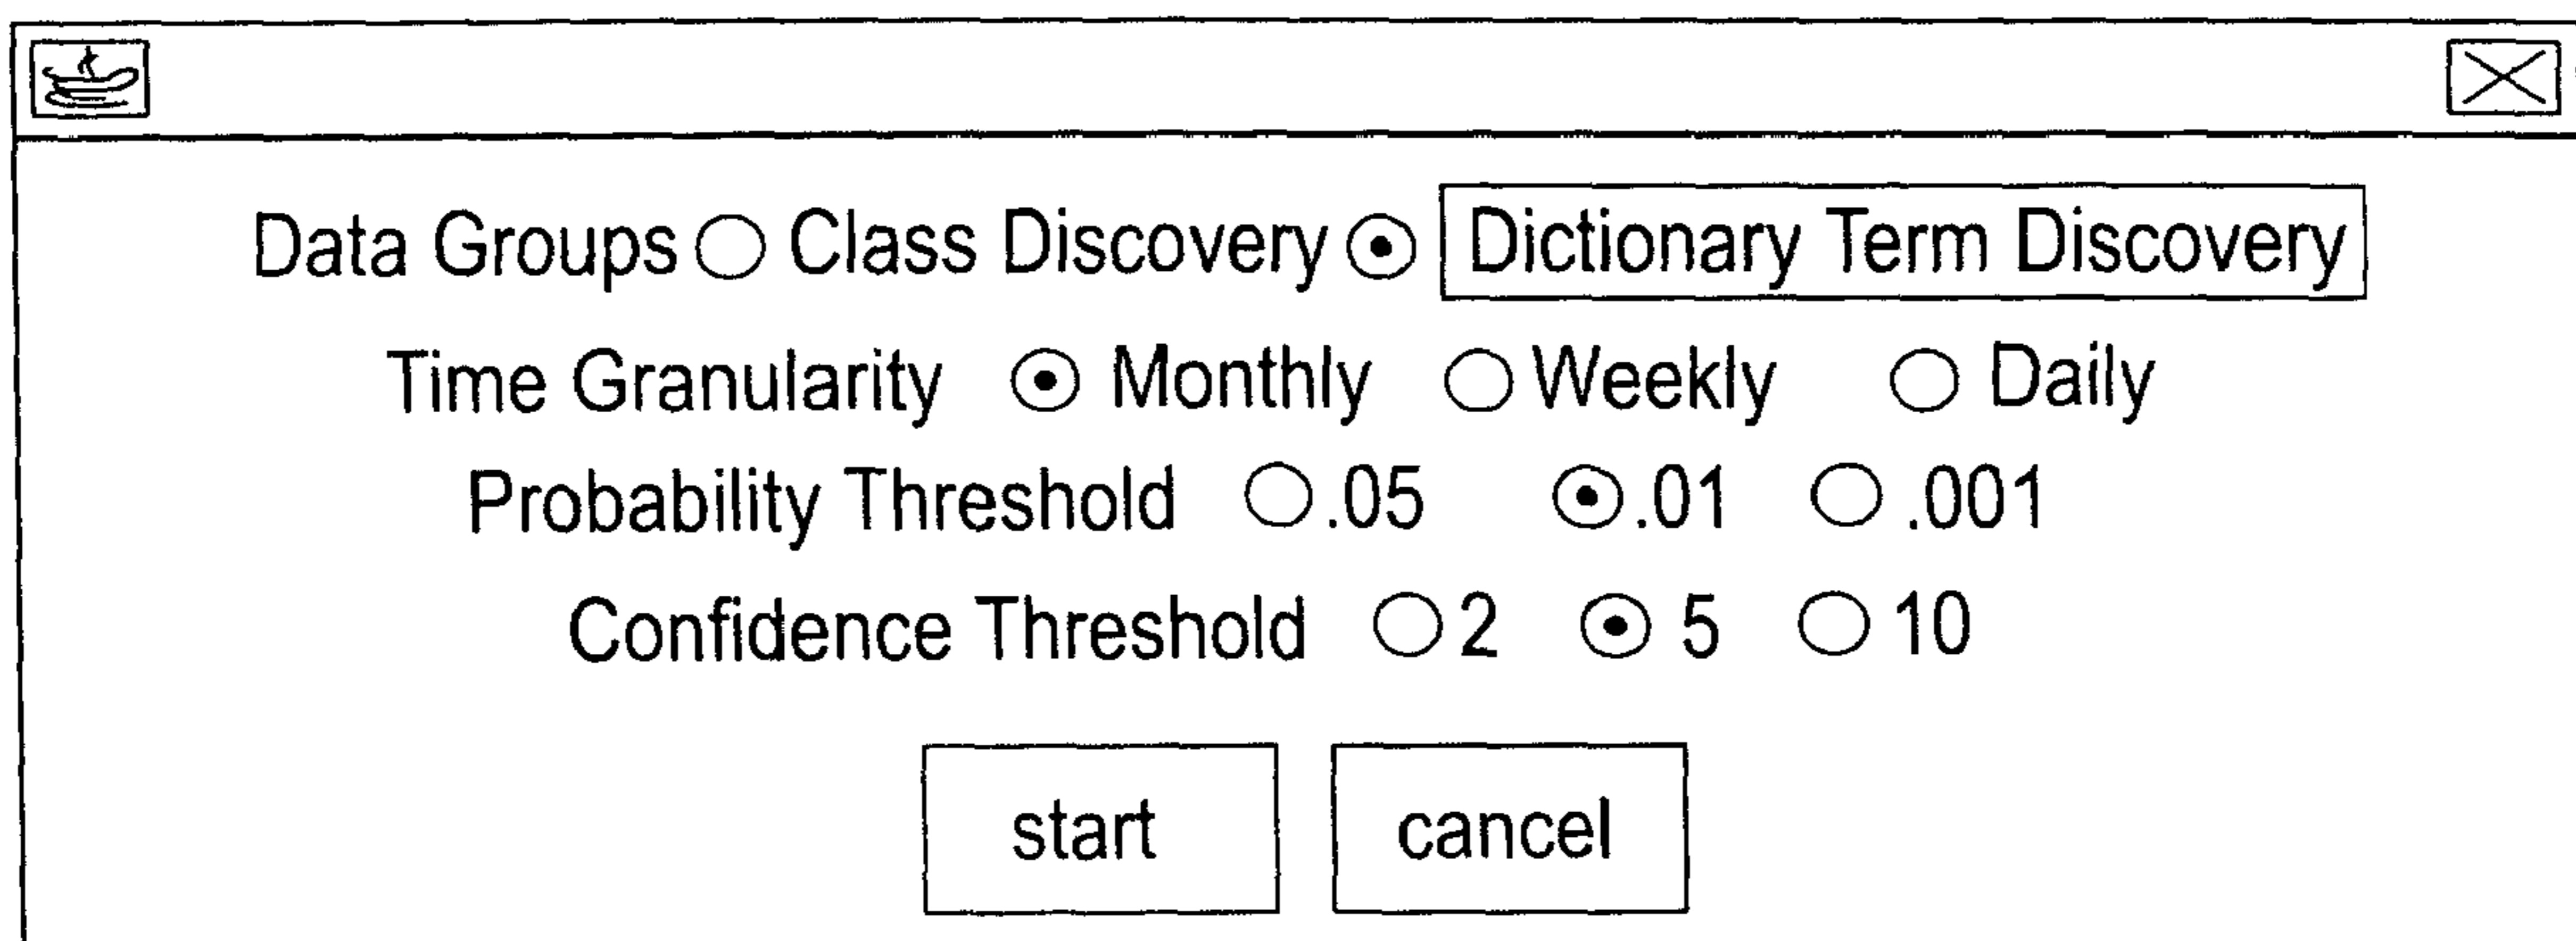 Data Groups Class Discovery Dictionary Term Discovery
Time Granularity Monthly Weekly Daily
Probability Threshold .05 .01 .001
Confidence Threshold 2 5 10
start cancel